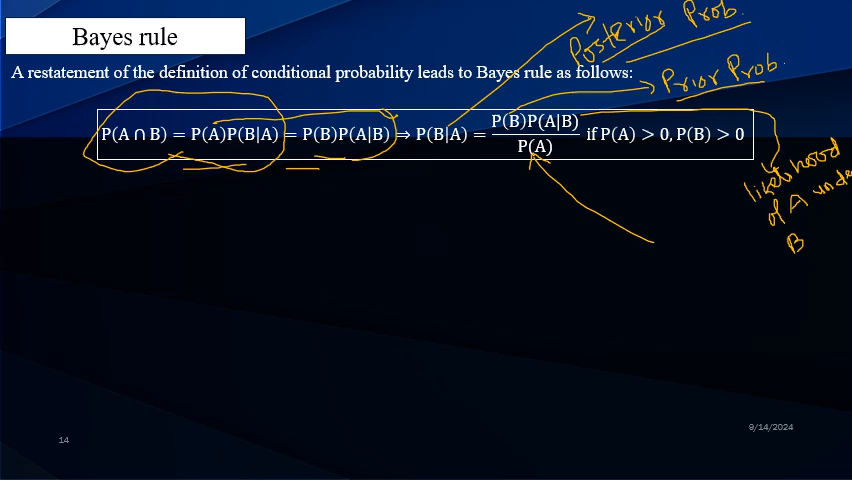 Bayes rule
Posterior Prob.
A restatement of the definition of conditional probability leads to Bayes rule as follows:
Prior Prob.
P(A ∩ B) = P(A)P(B|A) = P(B)P(A|B) ⇒ P(B|A) = P(B)P(A|B) / P(A) if P(A) > 0, P(B) > 0
likelihood
of A unde
B
9/14/2024
14